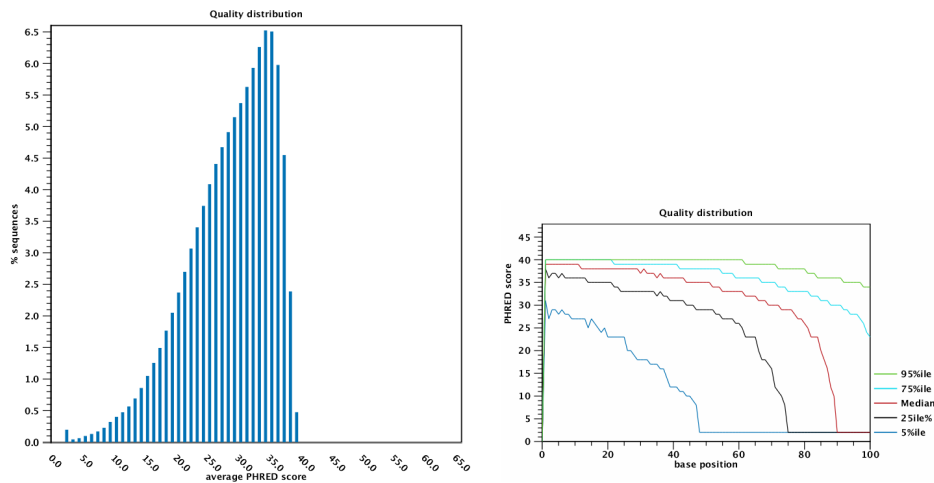 Quality distribution
% sequences
6.5
6.0
5.5
5.0
4.5
4.0
3.5
3.0
2.5
2.0
1.5
1.0
0.5
0.0
0.0 5.0 10.0 15.0 20.0 25.0 30.0 35.0 40.0 45.0 50.0 55.0 60.0 65.0
average PHRED score
Quality distribution
PHRED score
45
40
35
30
25
20
15
10
5
0
0 20 40 60 80 100
base position
95%ile
75%ile
Median
25ile%
5%ile